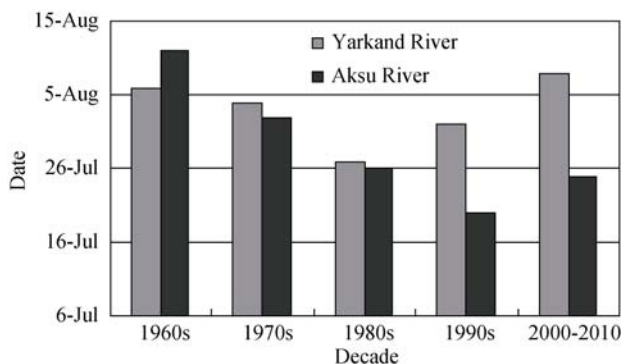 15-Aug
5-Aug
26-Jul
16-Jul
6-Jul
Date
Yarkand River
Aksu River
1960s 1970s 1980s 1990s 2000-2010
Decade